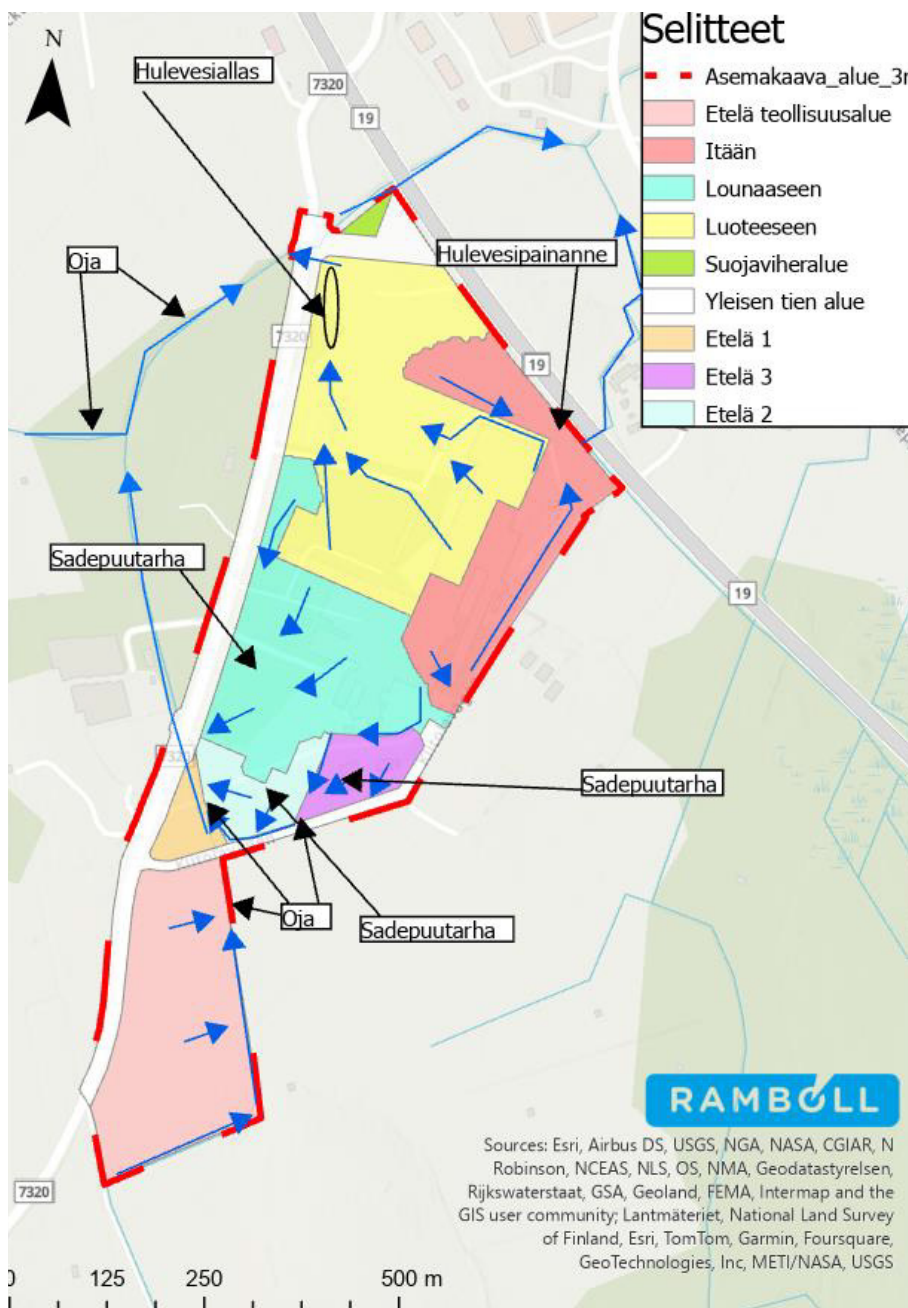 N
Hulevesiallas
7320
19
Selitteet
Asemakaava_alue_3r
Etelä teollisuusalue
Itään
Lounaaseen
Luoteeseen
Suojaviheralue
Yleisen tien alue
Etelä 1
Etelä 3
Etelä 2
Oja
Hulevesipainanne
7320
19
Sadepuutarha
19
7320
Sadepuutarha
Oja
Sadepuutarha
RAMBOLL
Sources: Esri, Airbus DS, USGS, NGA, NASA, CGIAR, N
Robinson, NCEAS, NLS, OS, NMA, Geodatastyrelsen,
Rijkswaterstaat, GSA, Geoland, FEMA, Intermap and the
GIS user community; Lantmäteriet, National Land Survey
of Finland, Esri, TomTom, Garmin, Foursquare,
GeoTechnologies, Inc, METI/NASA, USGS
7320
0 125 250 500 m